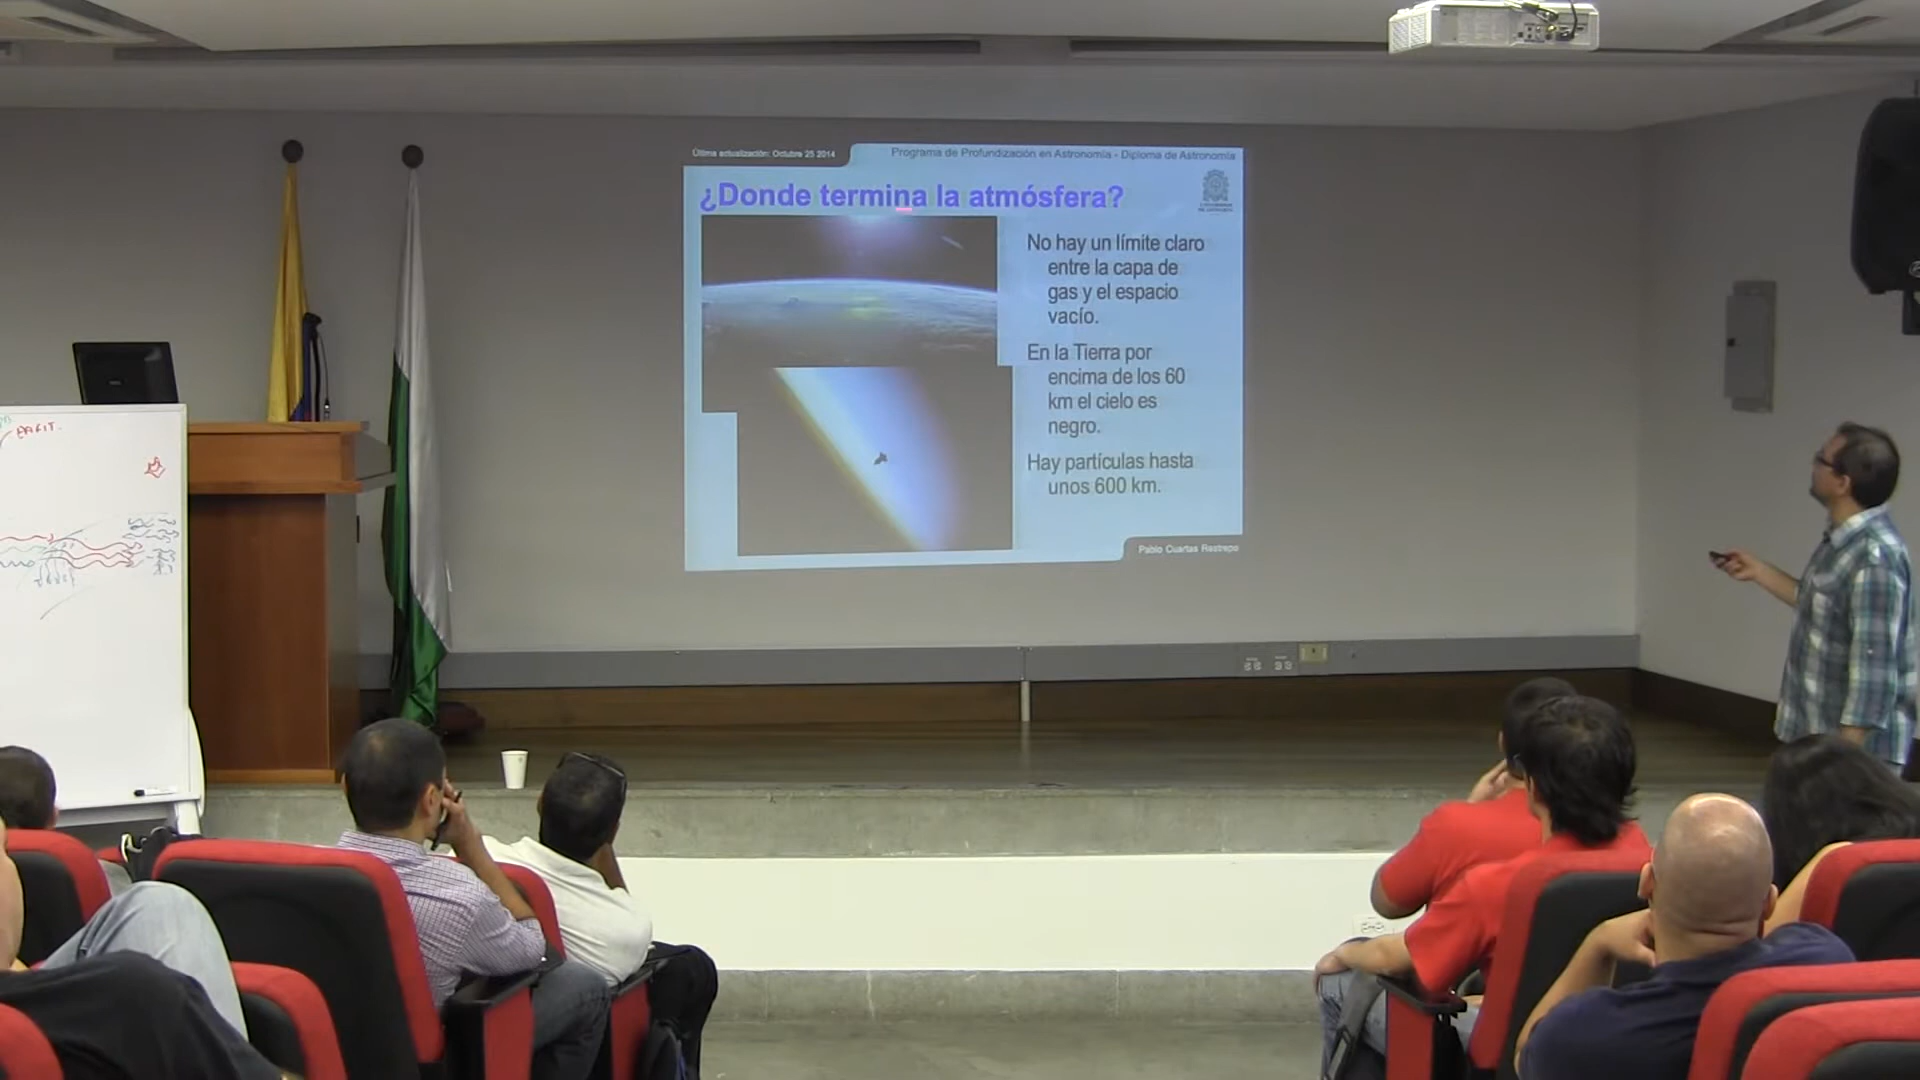 Última actualización: Octubre 25 2014
Programa de Profundización en Astronomía - Diploma de Astronomía
¿Donde termina la atmósfera?
No hay un límite claro
entre la capa de
gas y el espacio
vacío.
En la Tierra por
encima de los 60
km el cielo es
negro.
Hay partículas hasta
unos 600 km.
Pablo Cuartas Restrepo